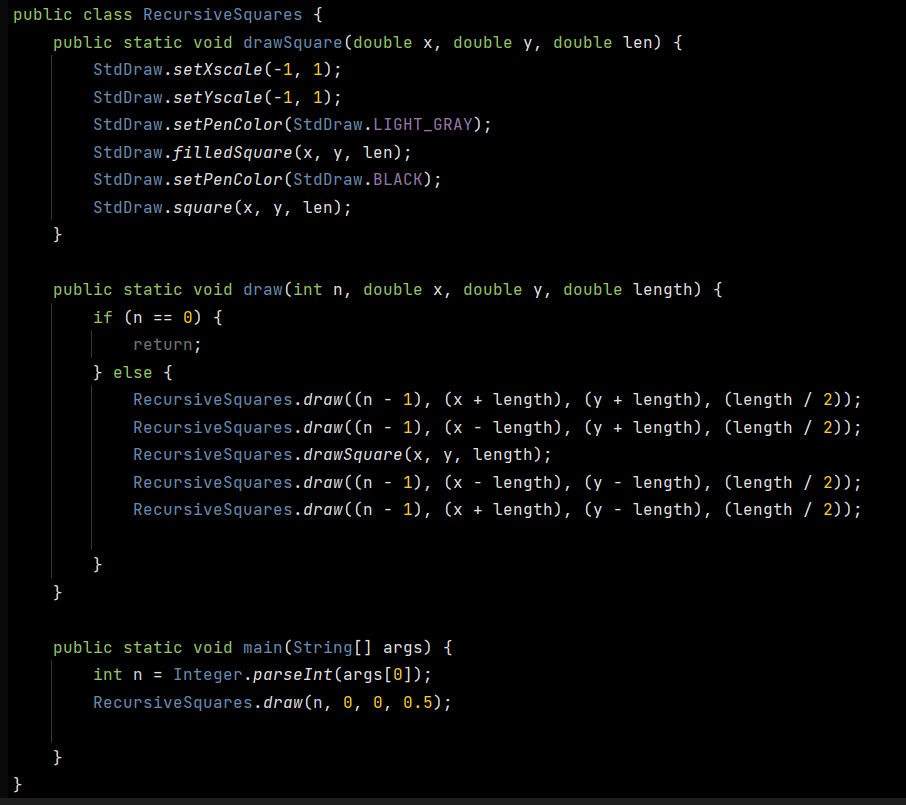 public class RecursiveSquares {
    public static void drawSquare(double x, double y, double len) {
        StdDraw.setXscale(-1, 1);
        StdDraw.setYscale(-1, 1);
        StdDraw.setPenColor(StdDraw.LIGHT_GRAY);
        StdDraw.filledSquare(x, y, len);
        StdDraw.setPenColor(StdDraw.BLACK);
        StdDraw.square(x, y, len);
    }

    public static void draw(int n, double x, double y, double length) {
        if (n == 0) {
            return;
        } else {
            RecursiveSquares.draw((n - 1), (x + length), (y + length), (length / 2));
            RecursiveSquares.draw((n - 1), (x - length), (y + length), (length / 2));
            RecursiveSquares.drawSquare(x, y, length);
            RecursiveSquares.draw((n - 1), (x - length), (y - length), (length / 2));
            RecursiveSquares.draw((n - 1), (x + length), (y - length), (length / 2));

        }
    }

    public static void main(String[] args) {
        int n = Integer.parseInt(args[0]);
        RecursiveSquares.draw(n, 0, 0, 0.5);

    }
}